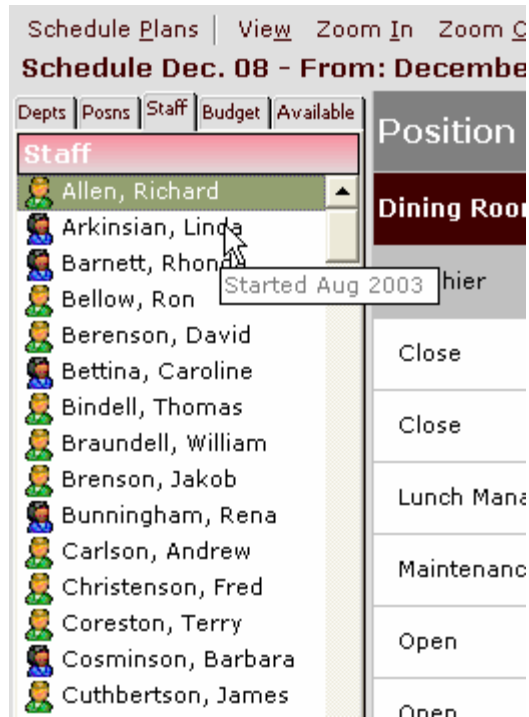 Schedule Plans | View Zoom In Zoom
Schedule Dec. 08 - From: Decembe
Depts Posns Staff Budget Available
Staff
Allen, Richard
Arkinsian, Linda
Barnett, Rhonda
Started Aug 2003
Bellow, Ron
Berenson, David
Bettina, Caroline
Bindell, Thomas
Braundell, William
Brenson, Jakob
Bunningham, Rena
Carlson, Andrew
Christenson, Fred
Coreston, Terry
Cosminson, Barbara
Cuthbertson, James
Position
Dining Roo
hier
Close
Close
Lunch Mana
Maintenanc
Open
Open